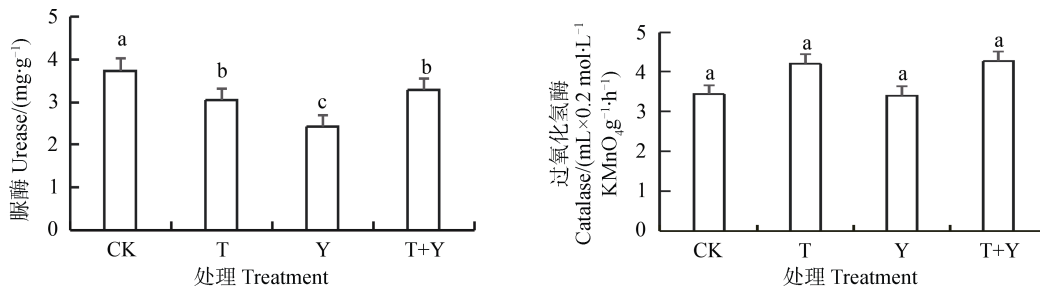 脲酶 Urease/(mg·g⁻¹)
5
4
3
2
1
0
a
b
c
b
CK T Y T+Y
处理 Treatment
过氧化氢酶
Catalase/(mL×0.2 mol·L⁻¹
KMnO₄g⁻¹·h⁻¹)
5
4
3
2
1
0
a
a
a
a
CK T Y T+Y
处理 Treatment